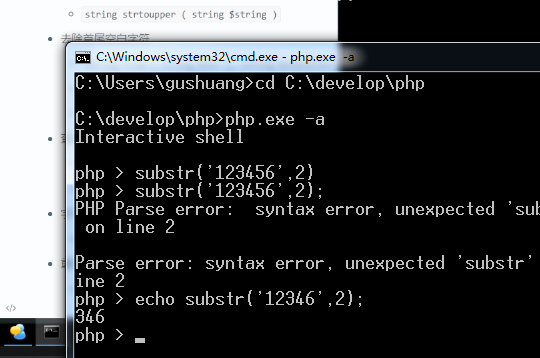 string strtoupper ( string $string )
去除首尾空白字符
C:\Windows\system32\cmd.exe - php.exe -a
C:\Users\gushuang>cd C:\develop\php
C:\develop\php>php.exe -a
Interactive shell
php > substr('123456',2)
php > substr('123456',2);
PHP Parse error:  syntax error, unexpected 'sub
on line 2
Parse error: syntax error, unexpected 'substr'
ine 2
php > echo substr('12346',2);
346
php >